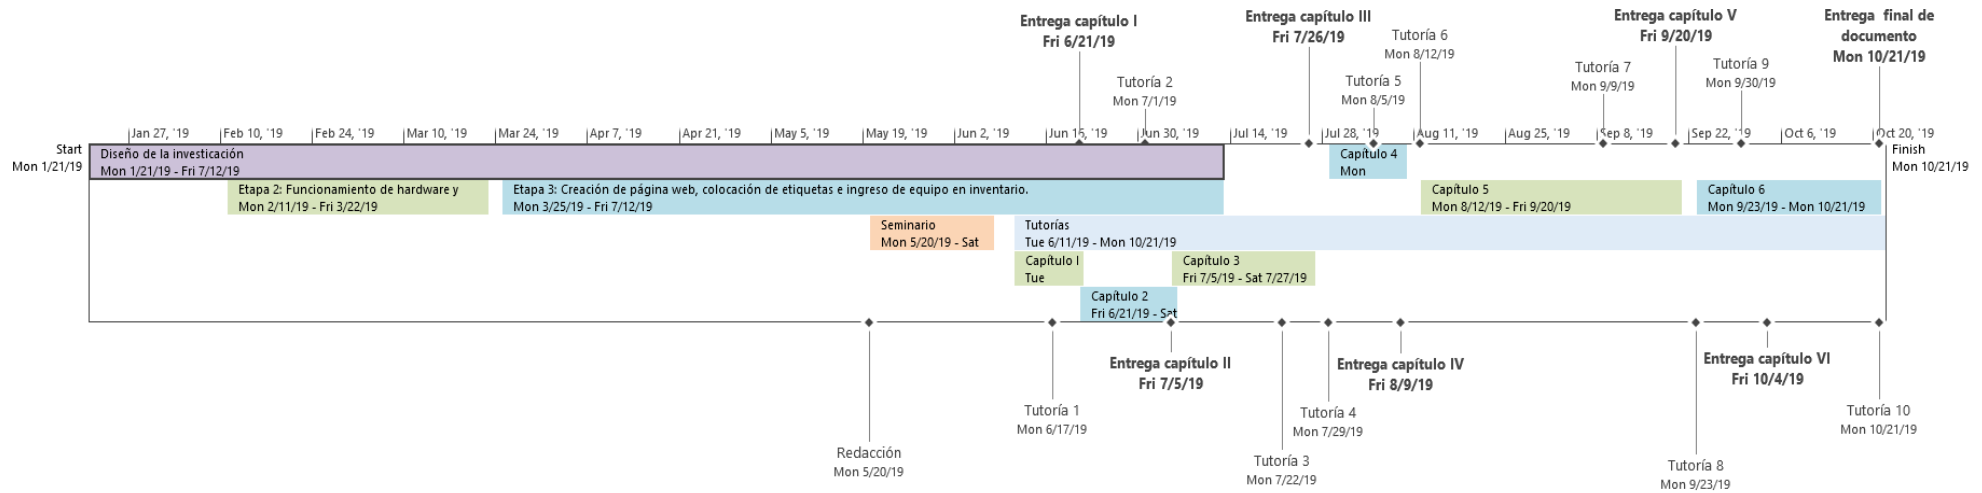 Entrega capítulo I
Fri 6/21/19
Entrega capítulo III
Fri 7/26/19
Entrega capítulo V
Fri 9/20/19
Entrega final de
documento
Mon 10/21/19
Tutoría 6
Mon 8/12/19
Tutoría 2
Mon 7/1/19
Tutoría 5
Mon 8/5/19
Tutoría 7
Mon 9/9/19
Tutoría 9
Mon 9/30/19
Jan 27, '19
Feb 10, '19
Feb 24, '19
Mar 10, '19
Mar 24, '19
Apr 7, '19
Apr 21, '19
May 5, '19
May 19, '19
Jun 2, '19
Jun 16, '19
Jun 30, '19
Jul 14, '19
Jul 28, '19
Aug 11, '19
Aug 25, '19
Sep 8, '19
Sep 22, '19
Oct 6, '19
Oct 20, '19
Start
Mon 1/21/19
Finish
Mon 10/21/19
Diseño de la investicación
Mon 1/21/19 - Fri 7/12/19
Capítulo 4
Mon
Etapa 2: Funcionamiento de hardware y
Mon 2/11/19 - Fri 3/22/19
Etapa 3: Creación de página web, colocación de etiquetas e ingreso de equipo en inventario.
Mon 3/25/19 - Fri 7/12/19
Capítulo 5
Mon 8/12/19 - Fri 9/20/19
Capítulo 6
Mon 9/23/19 - Mon 10/21/19
Seminario
Mon 5/20/19 - Sat
Tutorías
Tue 6/11/19 - Mon 10/21/19
Capítulo I
Tue
Capítulo 3
Fri 7/5/19 - Sat 7/27/19
Capítulo 2
Fri 6/21/19 - Sat
Entrega capítulo II
Fri 7/5/19
Entrega capítulo IV
Fri 8/9/19
Entrega capítulo VI
Fri 10/4/19
Tutoría 1
Mon 6/17/19
Tutoría 4
Mon 7/29/19
Tutoría 10
Mon 10/21/19
Redacción
Mon 5/20/19
Tutoría 3
Mon 7/22/19
Tutoría 8
Mon 9/23/19